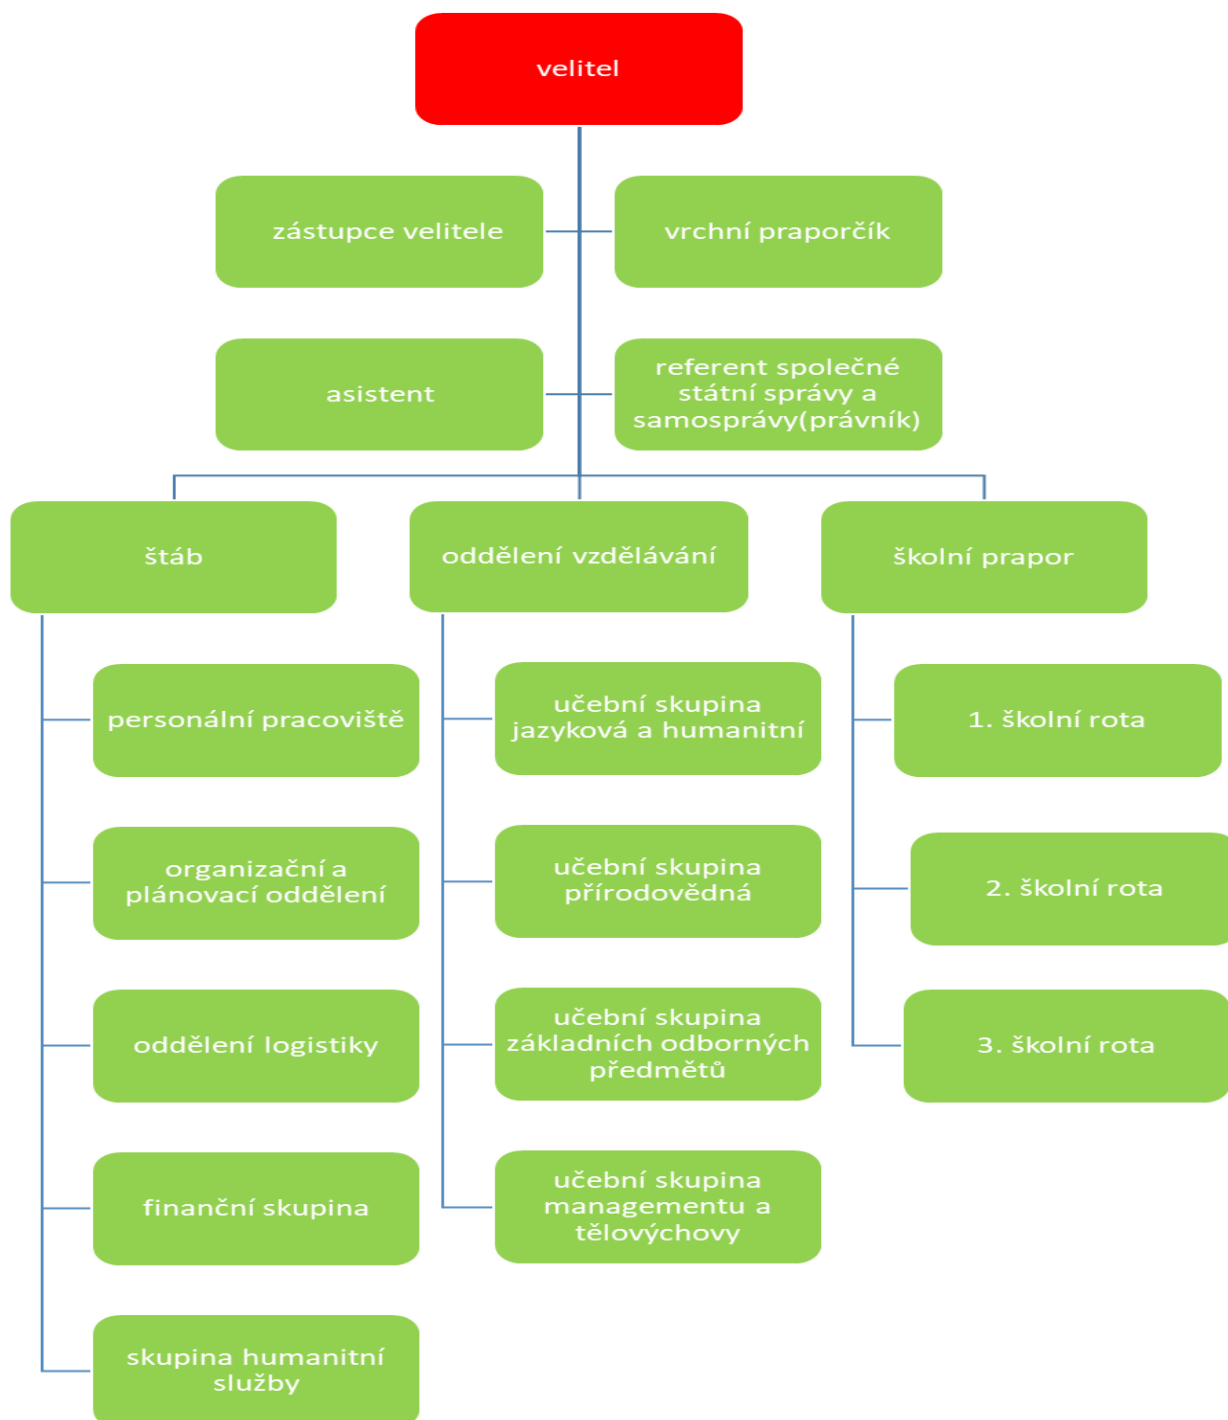 velitel
zástupce velitele
vrchní praporčík
asistent
referent společné
státní správy a
samosprávy(právník)
štáb
oddělení vzdělávání
školní prapor
personální pracoviště
organizační a
plánovací oddělení
oddělení logistiky
finanční skupina
skupina humanitní
služby
učební skupina
jazyková a humanitní
učební skupina
přírodovědná
učební skupina
základních odborných
předmětů
učební skupina
managementu a
tělovýchovy
1. školní rota
2. školní rota
3. školní rota